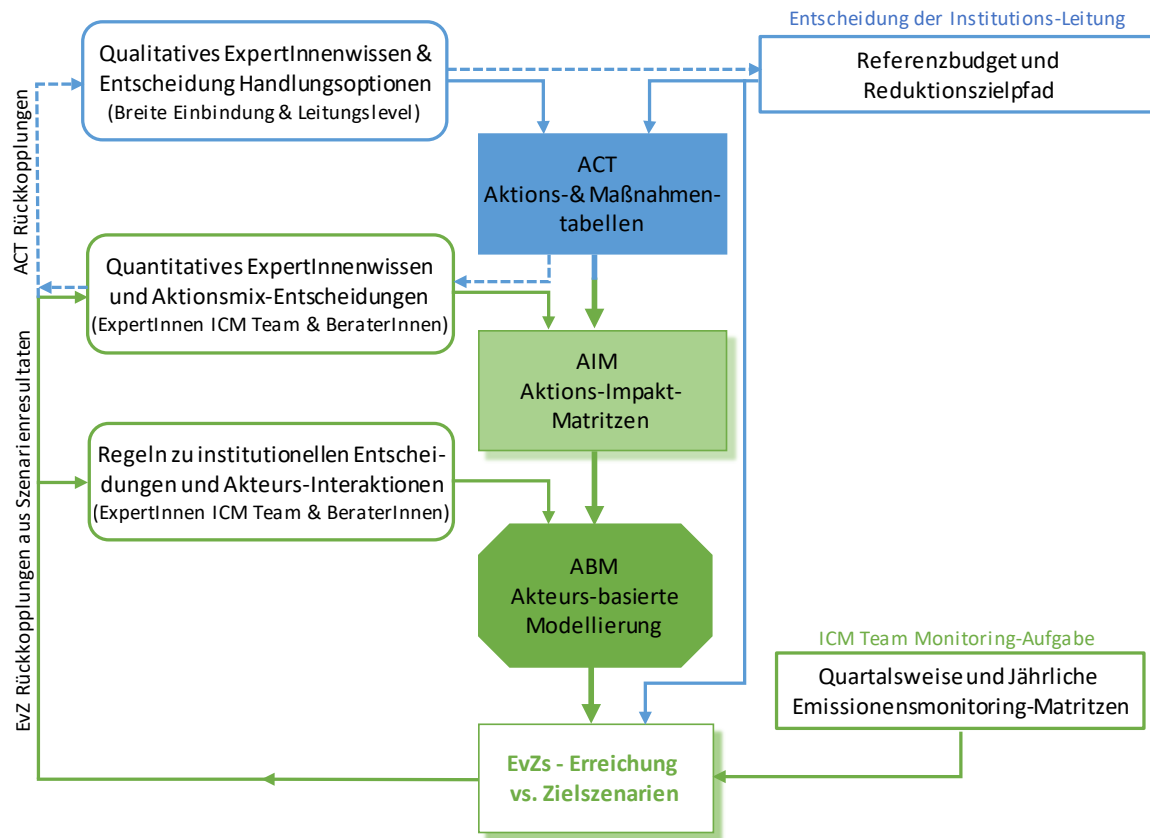 Entscheidung der Institutions-Leitung
Qualitatives ExpertInnenwissen &
Entscheidung Handlungsoptionen
(Breite Einbindung & Leitungslevel)
Referenzbudget und
Reduktionszielpfad
ACT Rückkopplungen
ACT
Aktions-& Maßnahmen-
tabellen
Quantitatives ExpertInnenwissen
und Aktionsmix-Entscheidungen
(ExpertInnen ICM Team & BeraterInnen)
AIM
Aktions-Impakt-
Matritzen
EvZ Rückkopplungen aus Szenarienresultaten
Regeln zu institutionellen Entschei-
dungen und Akteurs-Interaktionen
(ExpertInnen ICM Team & BeraterInnen)
ABM
Akteurs-basierte
Modellierung
ICM Team Monitoring-Aufgabe
Quartalsweise und Jährliche
Emissionensmonitoring-Matritzen
EvZs - Erreichung
vs. Zielszenarien